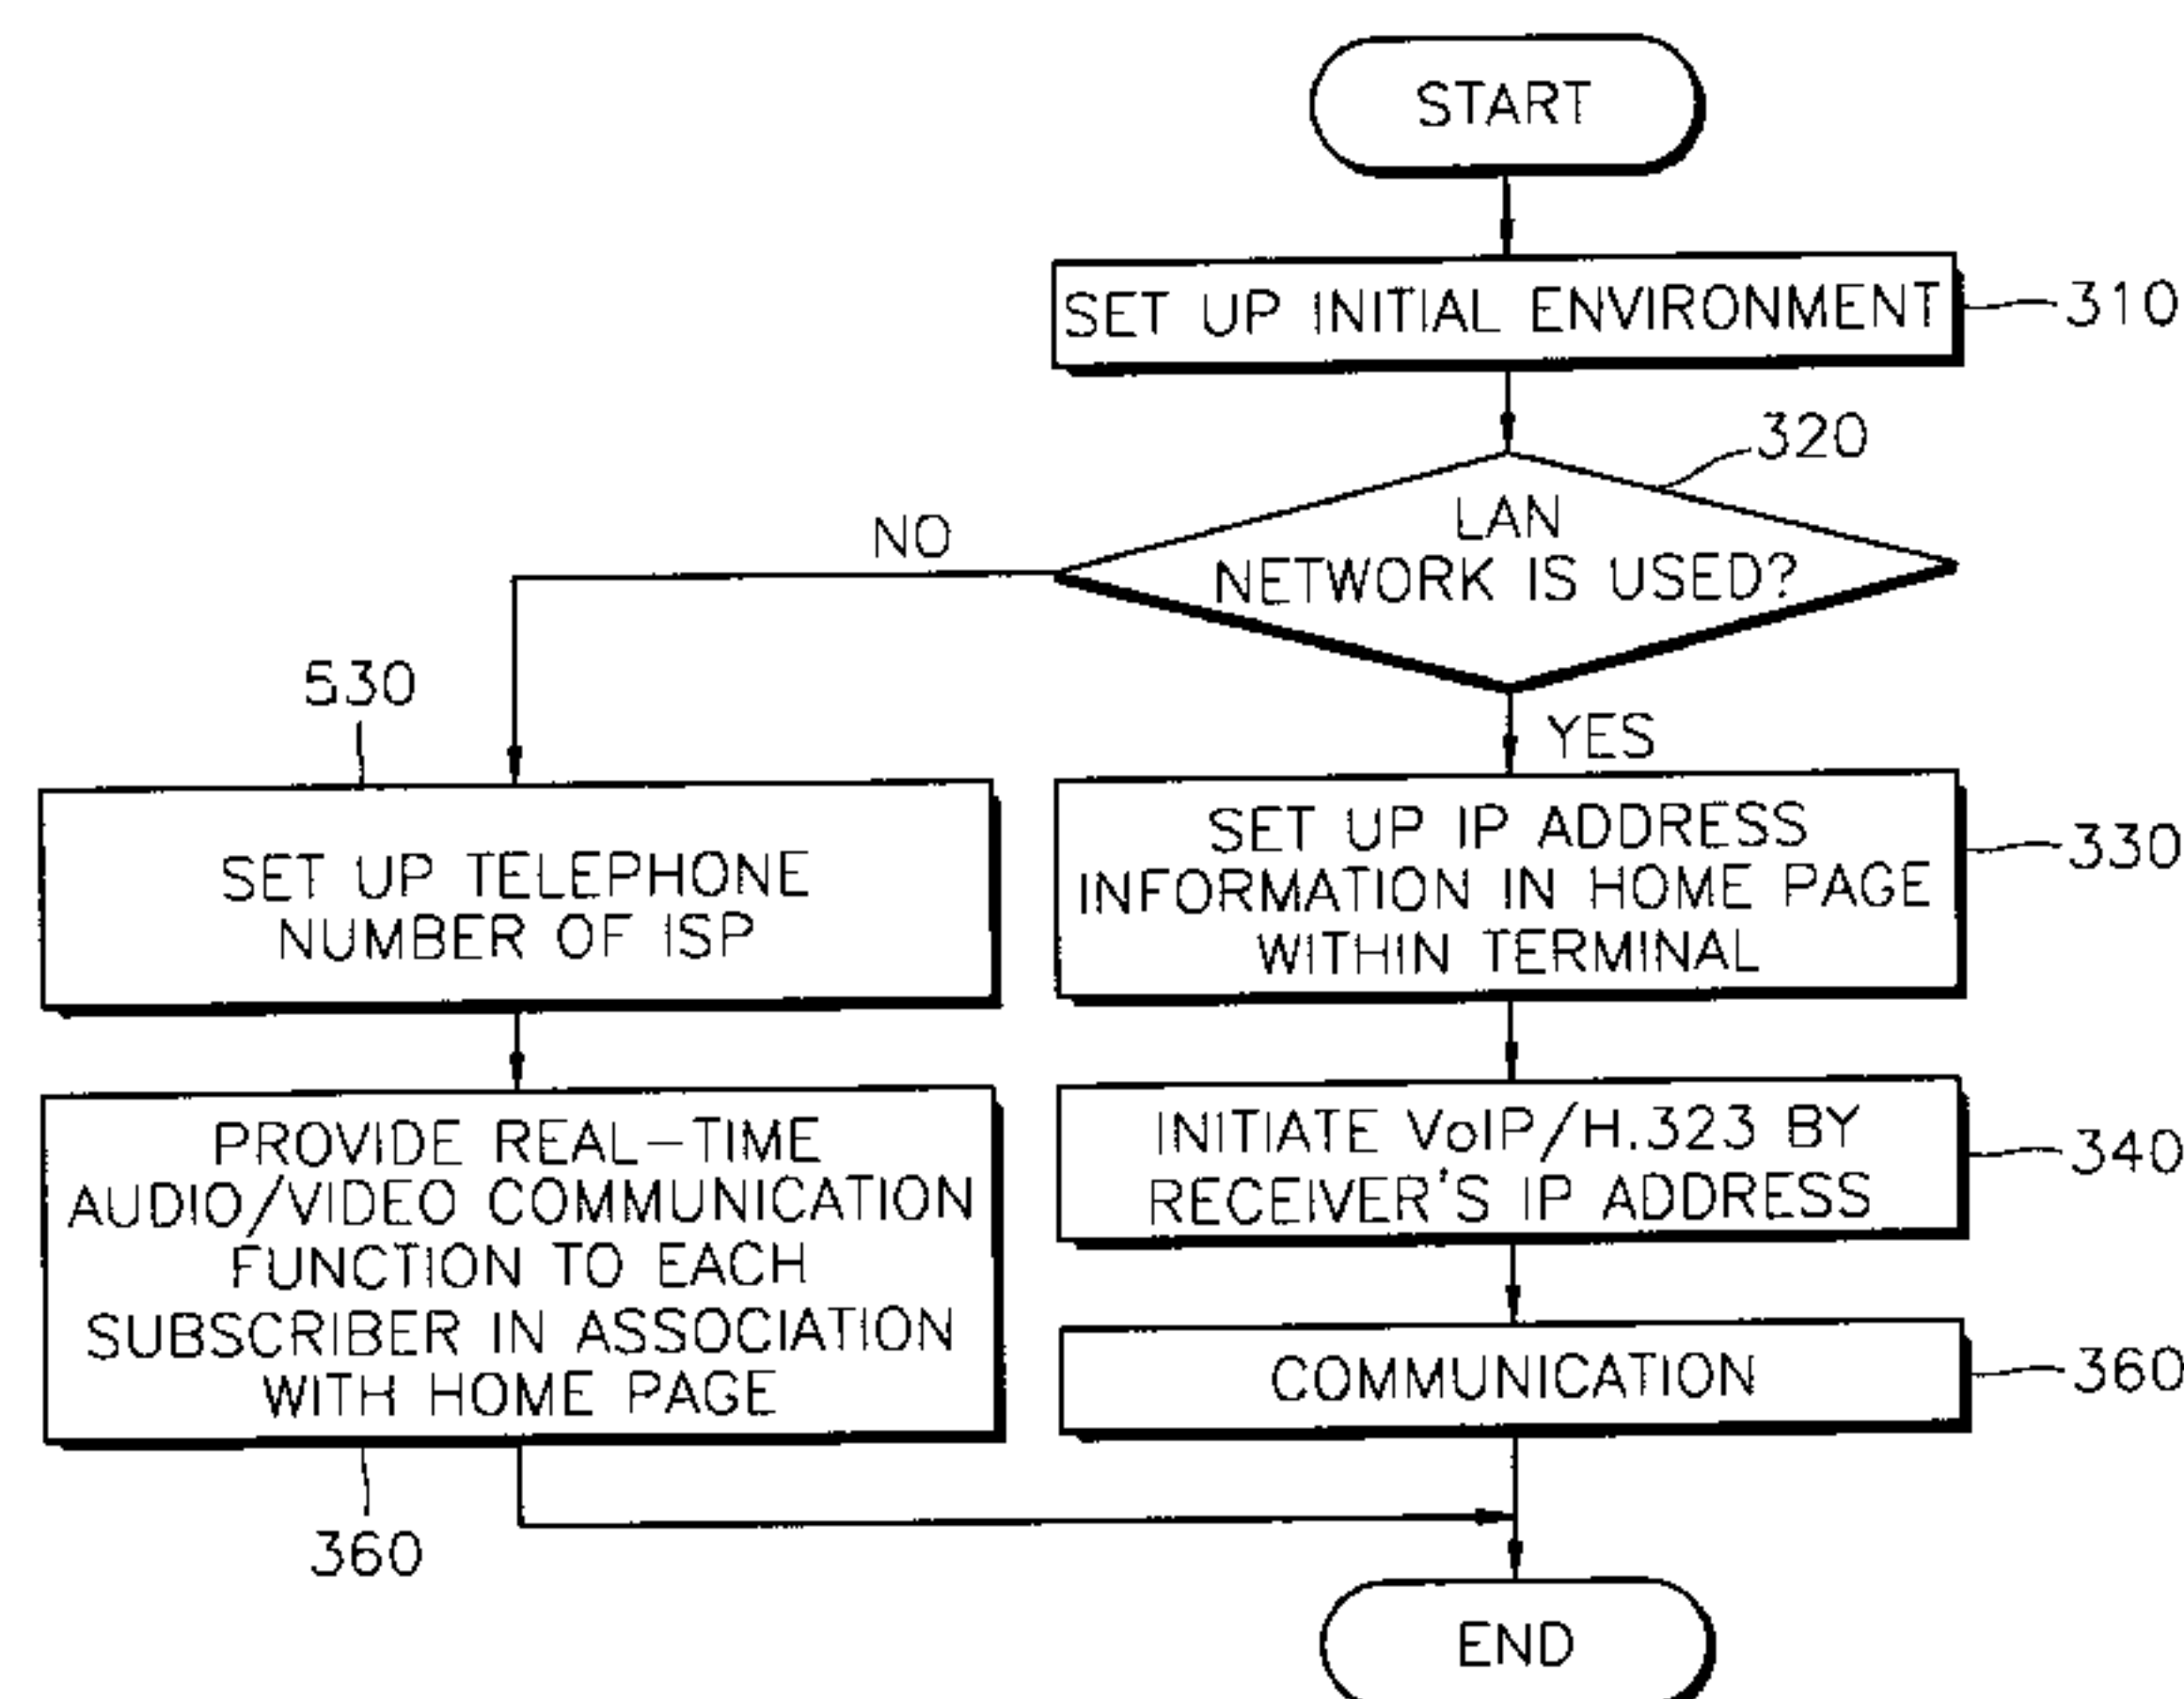 START
SET UP INITIAL ENVIRONMENT
310
320
LAN
NETWORK IS USED?
NO
YES
530
SET UP TELEPHONE
NUMBER OF ISP
SET UP IP ADDRESS
INFORMATION IN HOME PAGE
WITHIN TERMINAL
330
PROVIDE REAL-TIME
AUDIO/VIDEO COMMUNICATION
FUNCTION TO EACH
SUBSCRIBER IN ASSOCIATION
WITH HOME PAGE
360
INITIATE VoIP/H.323 BY
RECEIVER'S IP ADDRESS
340
COMMUNICATION
360
END